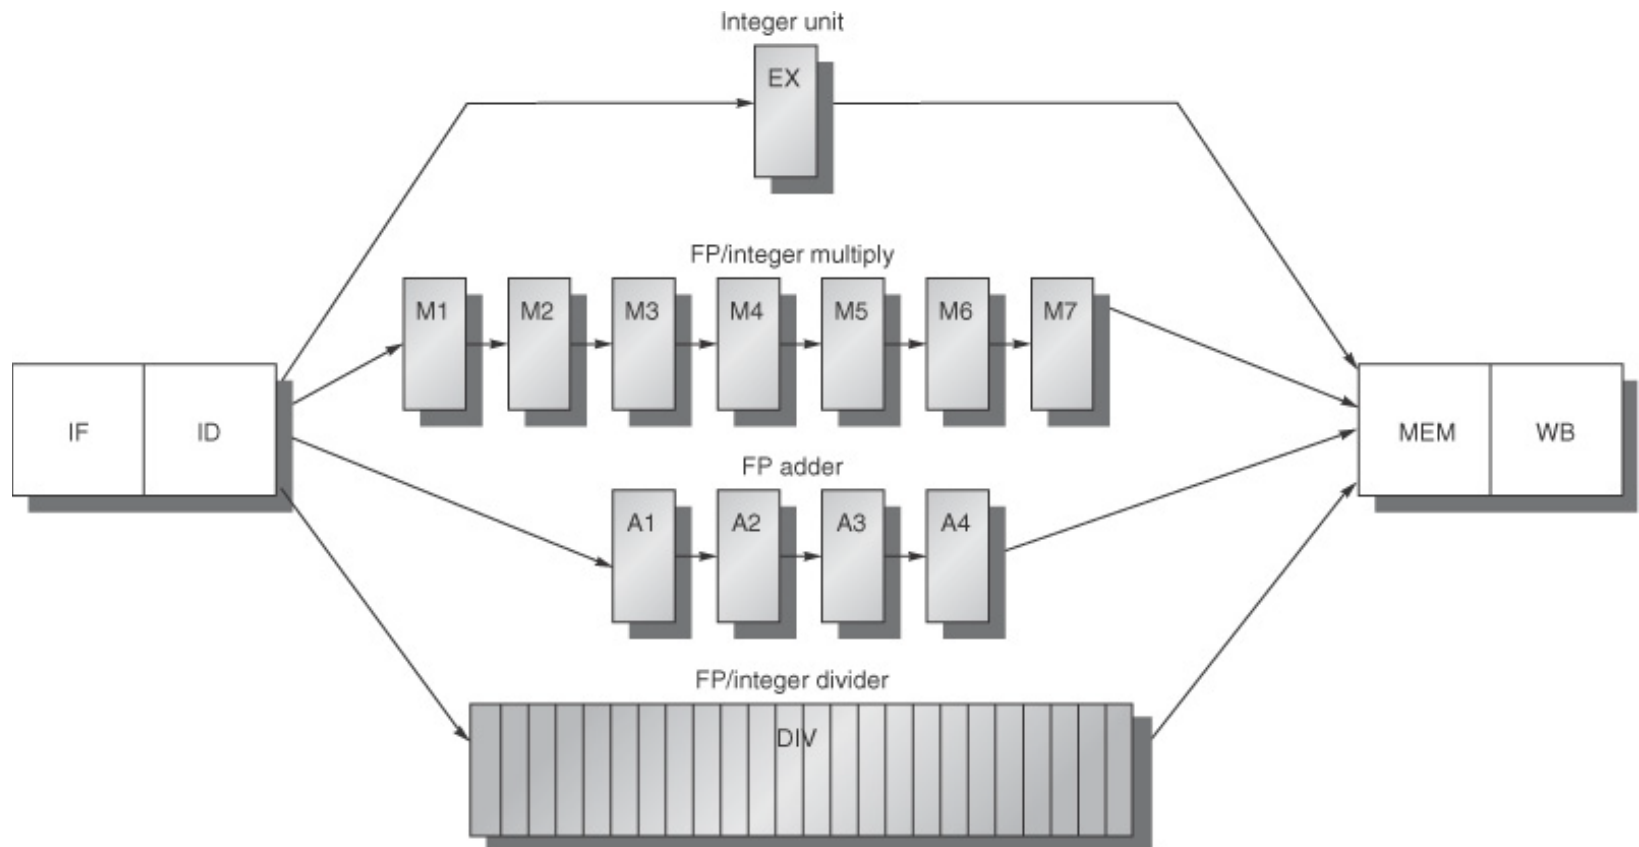 Integer unit
EX
FP/integer multiply
M1 M2 M3 M4 M5 M6 M7
IF ID MEM WB
FP adder
A1 A2 A3 A4
FP/integer divider
DIV